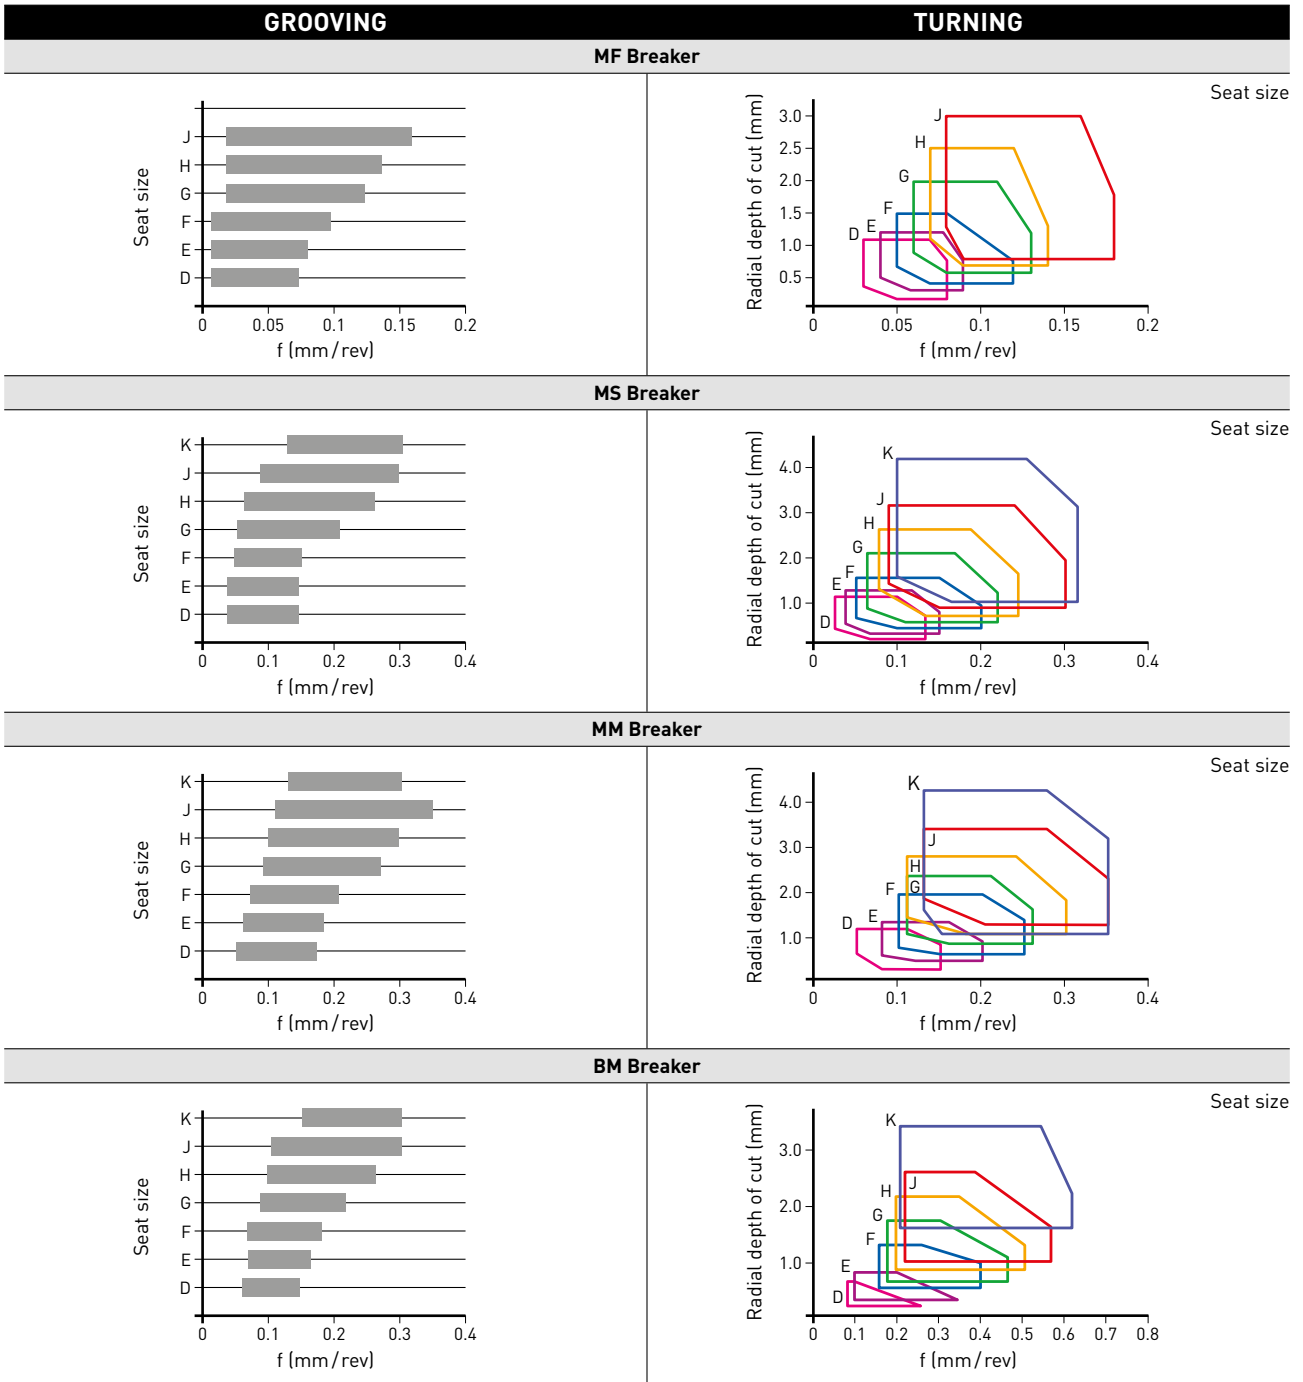 GROOVING TURNING
MF Breaker
Seat size
J
H
G
F
E
D
0 0.05 0.1 0.15 0.2
f (mm/rev)
Seat size
Radial depth of cut (mm)
3.0
2.5
2.0
1.5
1.0
0.5
J
H
G
F
E
D
0 0.05 0.1 0.15 0.2
f (mm/rev)
Seat size
MS Breaker
Seat size
K
J
H
G
F
E
D
0 0.1 0.2 0.3 0.4
f (mm/rev)
Seat size
Radial depth of cut (mm)
4.0
3.0
2.0
1.0
K
J
H
G
F
E
D
0 0.1 0.2 0.3 0.4
f (mm/rev)
MM Breaker
Seat size
K
J
H
G
F
E
D
0 0.1 0.2 0.3 0.4
f (mm/rev)
Seat size
Radial depth of cut (mm)
4.0
3.0
2.0
1.0
K
J
H
G
F
E
D
0 0.1 0.2 0.3 0.4
f (mm/rev)
BM Breaker
Seat size
K
J
H
G
F
E
D
0 0.1 0.2 0.3 0.4
f (mm/rev)
Seat size
Radial depth of cut (mm)
3.0
2.0
1.0
K
J
H
G
F
E
D
0 0.1 0.2 0.3 0.4 0.5 0.6 0.7 0.8
f (mm/rev)